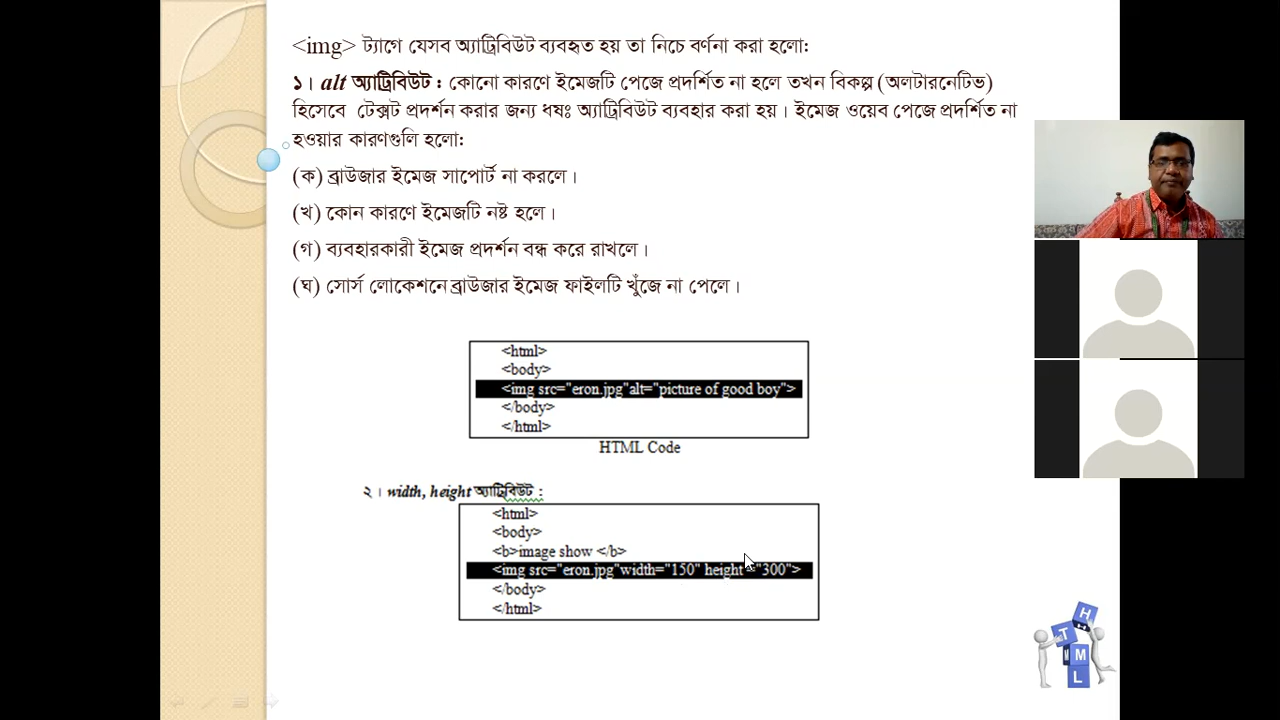 <img> ট্যাগে যেসব অ্যাট্রিবিউট ব্যবহৃত হয় তা নিচে বর্ণনা করা হলো:
১। alt অ্যাট্রিবিউট : কোনো কারণে ইমেজটি পেজে প্রদর্শিত না হলে তখন বিকল্প (অলটারনেটিভ)
হিসেবে টেক্সট প্রদর্শন করার জন্য ধষঃ অ্যাট্রিবিউট ব্যবহার করা হয়। ইমেজ ওয়েব পেজে প্রদর্শিত না
হওয়ার কারণগুলি হলো:
(ক) ব্রাউজার ইমেজ সাপোর্ট না করলে।
(খ) কোন কারণে ইমেজটি নষ্ট হলে।
(গ) ব্যবহারকারী ইমেজ প্রদর্শন বন্ধ করে রাখলে।
(ঘ) সোর্স লোকেশনে ব্রাউজার ইমেজ ফাইলটি খুঁজে না পেলে।
<html>
<body>
<img src="eron.jpg"alt="picture of good boy">
</body>
</html>
HTML Code
২। width, height অ্যাট্রিবিউট :
<html>
<body>
<b>image show </b>
<img src="eron.jpg"width="150" height="300">
</body>
</html>
H
T
M
L